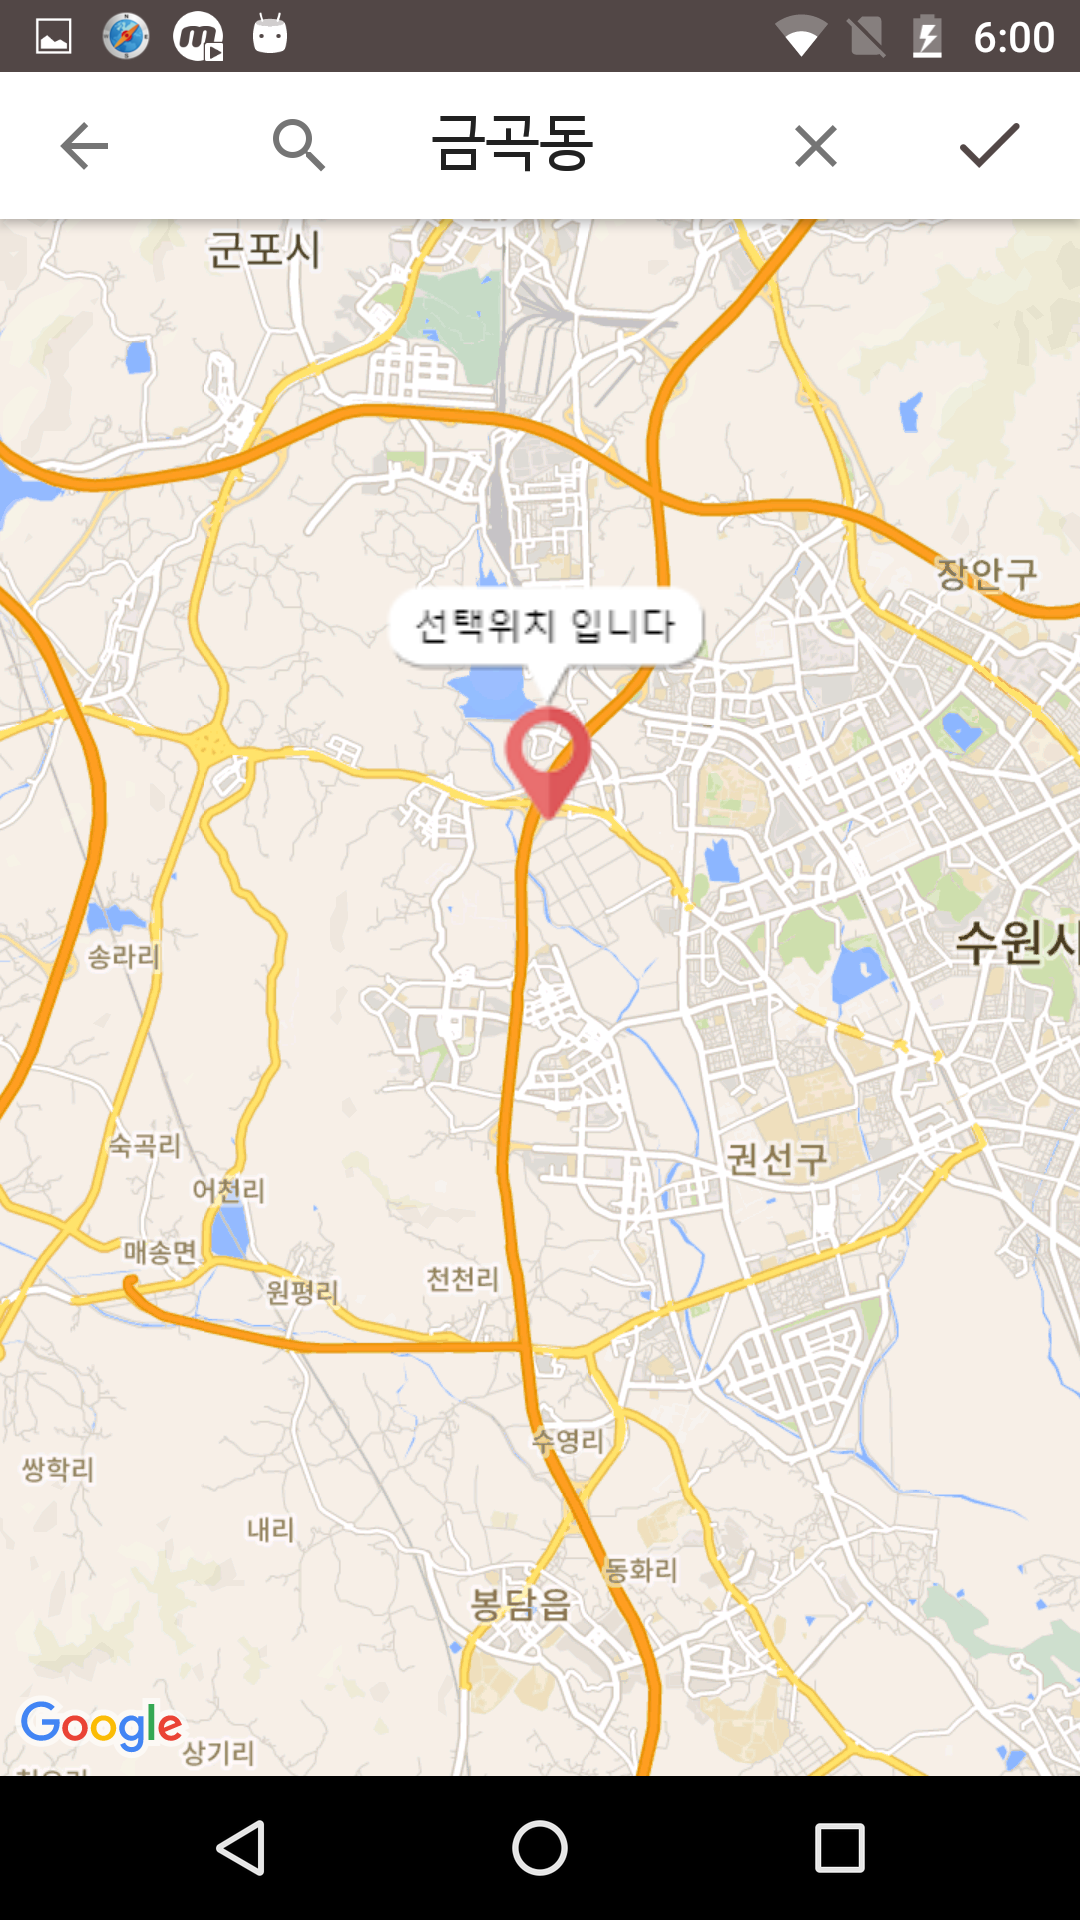 6:00
금곡동
군포시
장안구
선택위치 입니다
수원시
송라리
숙곡리
권선구
어천리
매송면
천천리
원평리
수영리
쌍학리
내리
동화리
봉담읍
Google
상기리